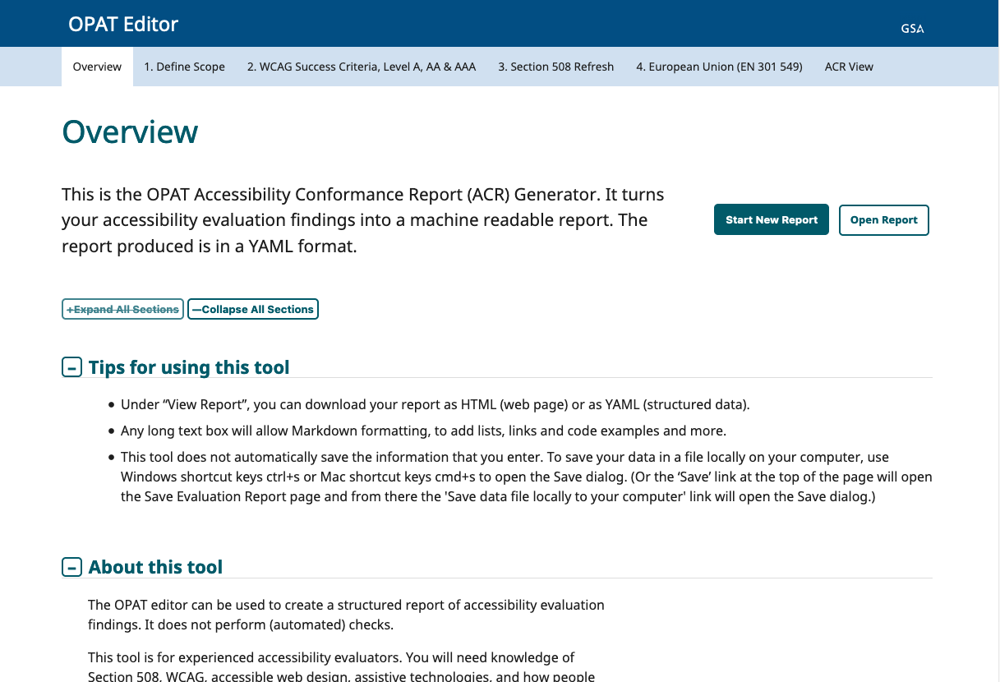 OPAT Editor
GSA
Overview
1. Define Scope
2. WCAG Success Criteria, Level A, AA & AAA
3. Section 508 Refresh
4. European Union (EN 301 549)
ACR View
Overview
This is the OPAT Accessibility Conformance Report (ACR) Generator. It turns
your accessibility evaluation findings into a machine readable report. The
report produced is in a YAML format.
Start New Report
Open Report
+Expand All Sections
—Collapse All Sections
– Tips for using this tool
• Under “View Report”, you can download your report as HTML (web page) or as YAML (structured data).
• Any long text box will allow Markdown formatting, to add lists, links and code examples and more.
• This tool does not automatically save the information that you enter. To save your data in a file locally on your computer, use
Windows shortcut keys ctrl+s or Mac shortcut keys cmd+s to open the Save dialog. (Or the ‘Save’ link at the top of the page will open
the Save Evaluation Report page and from there the 'Save data file locally to your computer' link will open the Save dialog.)
– About this tool
The OPAT editor can be used to create a structured report of accessibility evaluation
findings. It does not perform (automated) checks.
This tool is for experienced accessibility evaluators. You will need knowledge of
Section 508, WCAG, accessible web design, assistive technologies, and how people